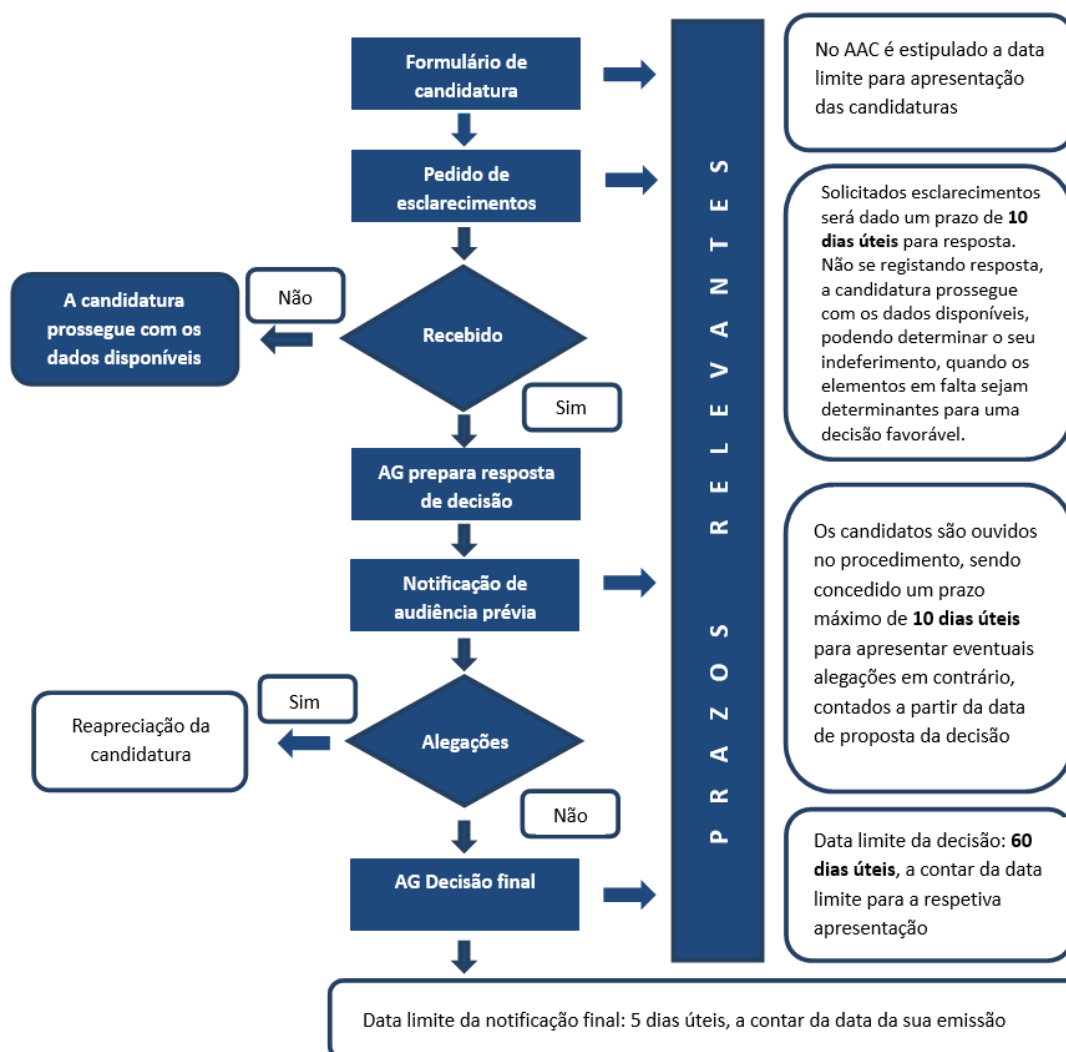 Formulário de
candidatura
No AAC é estipulado a data
limite para apresentação
das candidaturas
Pedido de
esclarecimentos
Solicitados esclarecimentos
será dado um prazo de 10
dias úteis para resposta.
Não se registando resposta,
a candidatura prossegue
com os dados disponíveis,
podendo determinar o seu
indeferimento, quando os
elementos em falta sejam
determinantes para uma
decisão favorável.
Não
A candidatura
prossegue com os
dados disponíveis
Recebido
Sim
AG prepara resposta
de decisão
Notificação de
audiência prévia
Os candidatos são ouvidos
no procedimento, sendo
concedido um prazo
máximo de 10 dias úteis
para apresentar eventuais
alegações em contrário,
contados a partir da data
de proposta da decisão
Sim
Reapreciação da
candidatura
Alegações
Não
AG Decisão final
Data limite da decisão: 60
dias úteis, a contar da data
limite para a respetiva
apresentação
PRAZOS RELEVANTES
Data limite da notificação final: 5 dias úteis, a contar da data da sua emissão